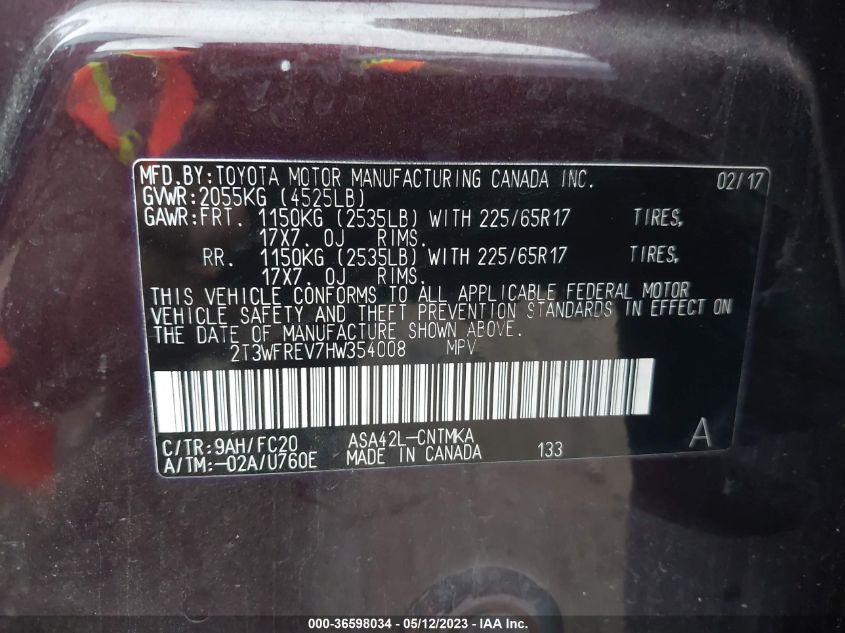 MFD.BY:TOYOTA MOTOR MANUFACTURING CANADA INC. 02/17
GVWR:2055KG (4525LB)
GAWR:FRT. 1150KG (2535LB) WITH 225/65R17 TIRES,
17X7. 0J RIMS.
RR. 1150KG (2535LB) WITH 225/65R17 TIRES,
17X7. 0J RIMS.
THIS VEHICLE CONFORMS TO ALL APPLICABLE FEDERAL MOTOR
VEHICLE SAFETY AND THEFT PREVENTION STANDARDS IN EFFECT ON
THE DATE OF MANUFACTURE SHOWN ABOVE.
2T3WFREV7HW354008 MPV
C/TR:9AH/FC20 ASA42L-CNTMKA A
A/TM:-02A/U760E MADE IN CANADA 133
000-36598034 - 05/12/2023 - IAA Inc.